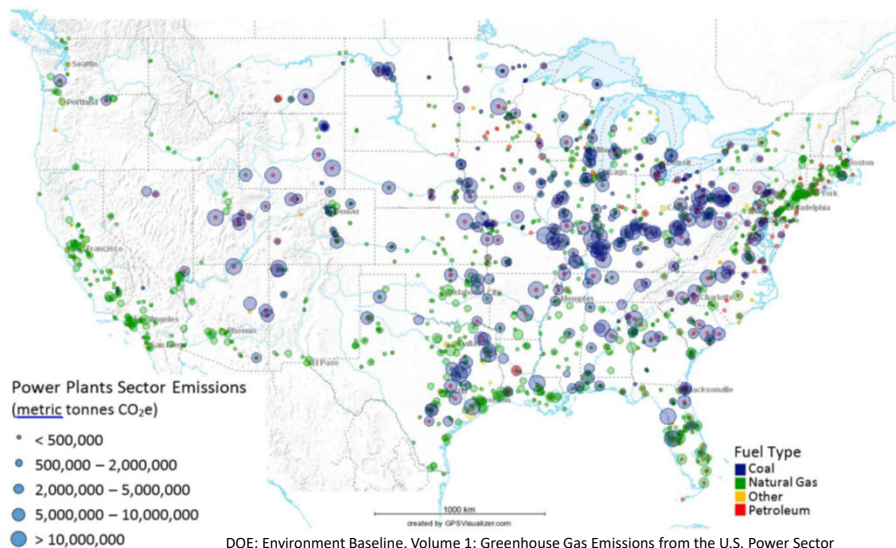 Seattle
Portland
Boston
Denver
Memphis
Phoenix
El Paso
Jacksonville
Power Plants Sector Emissions
(metric tonnes CO₂e)
< 500,000
500,000 – 2,000,000
2,000,000 – 5,000,000
5,000,000 – 10,000,000
> 10,000,000
Fuel Type
Coal
Natural Gas
Other
Petroleum
1000 km
created by GPSVisualizer.com
DOE: Environment Baseline, Volume 1: Greenhouse Gas Emissions from the U.S. Power Sector